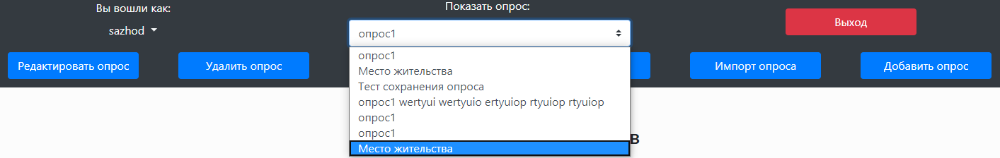 Вы вошли как:
sazhod
Показать опрос:
опрос1
Выход
Редактировать опрос
Удалить опрос
Импорт опроса
Добавить опрос
опрос1
Место жительства
Тест сохранения опроса
опрос1 wertyui wertyuio ertyuiop rtyuiop rtyuiop
опрос1
опрос1
Место жительства